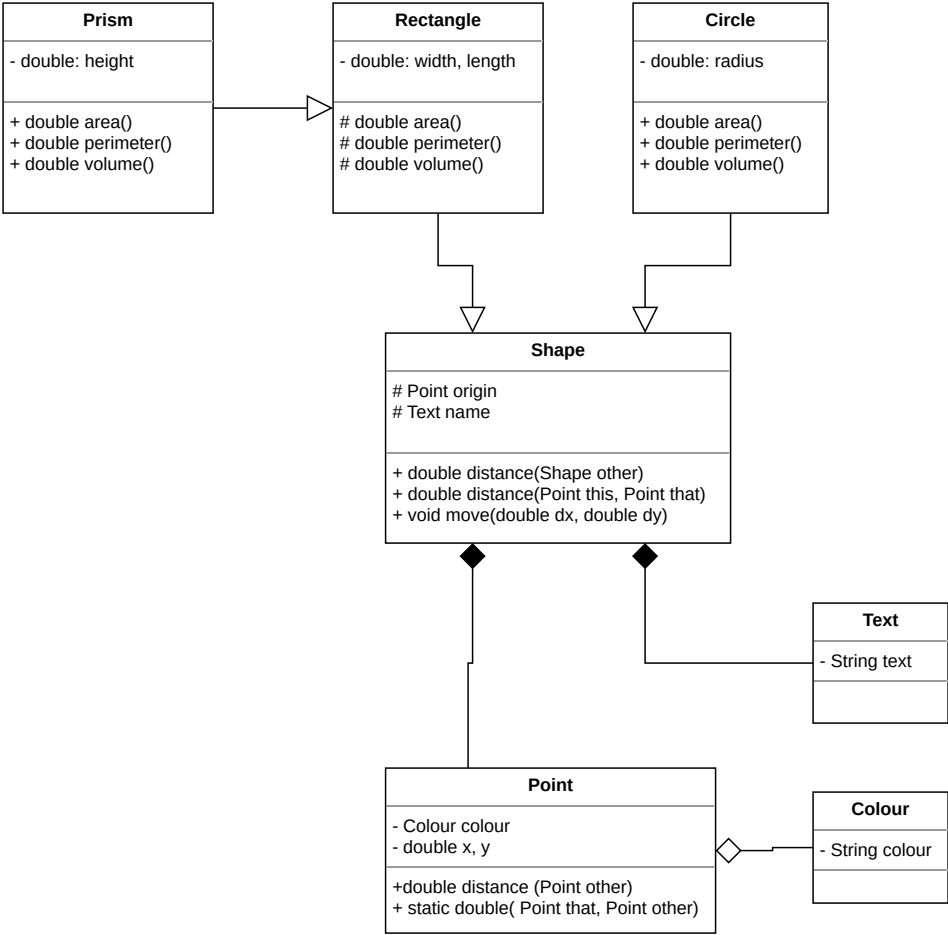 Prism
- double: height
+ double area()
+ double perimeter()
+ double volume()
Rectangle
- double: width, length
# double area()
# double perimeter()
# double volume()
Circle
- double: radius
+ double area()
+ double perimeter()
+ double volume()
Shape
# Point origin
# Text name
+ double distance(Shape other)
+ double distance(Point this, Point that)
+ void move(double dx, double dy)
Text
- String text
Point
- Colour colour
- double x, y
+double distance (Point other)
+ static double( Point that, Point other)
Colour
- String colour